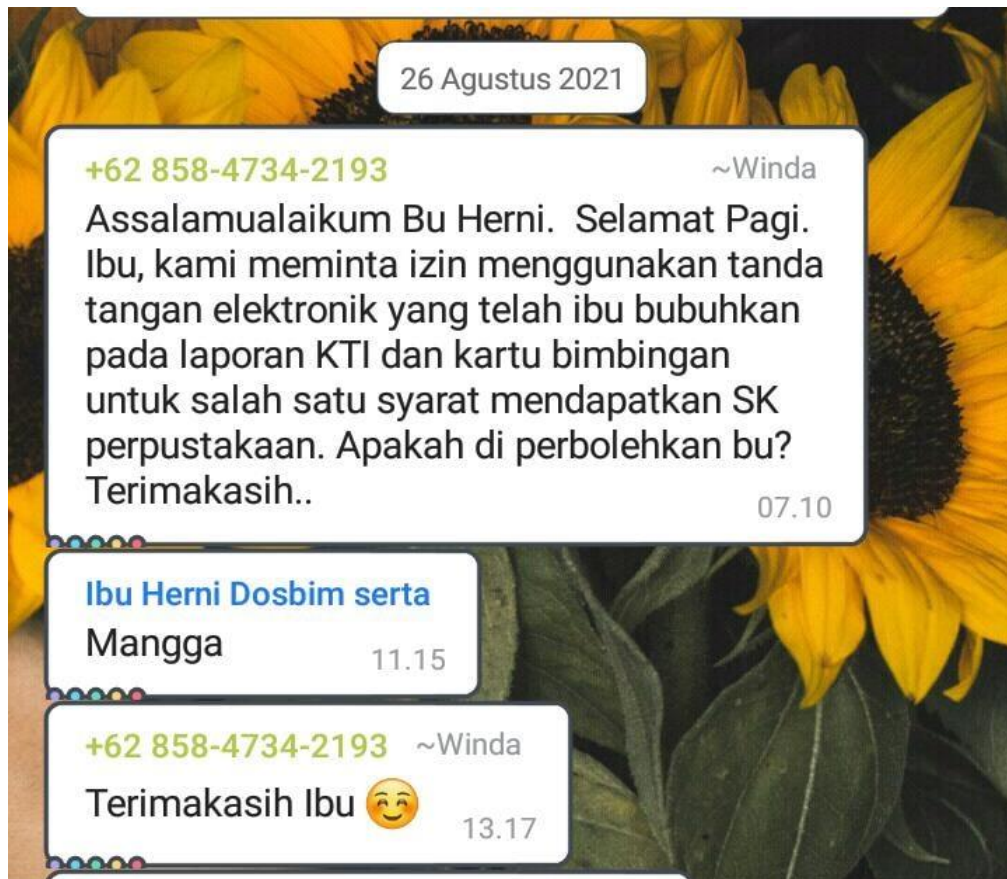 26 Agustus 2021
+62 858-4734-2193 ~Winda
Assalamualaikum Bu Herni.  Selamat Pagi.
Ibu, kami meminta izin menggunakan tanda
tangan elektronik yang telah ibu bubuhkan
pada laporan KTI dan kartu bimbingan
untuk salah satu syarat mendapatkan SK
perpustakaan. Apakah di perbolehkan bu?
Terimakasih..
07.10
Ibu Herni Dosbim serta
Mangga 11.15
+62 858-4734-2193 ~Winda
Terimakasih Ibu 😊
13.17